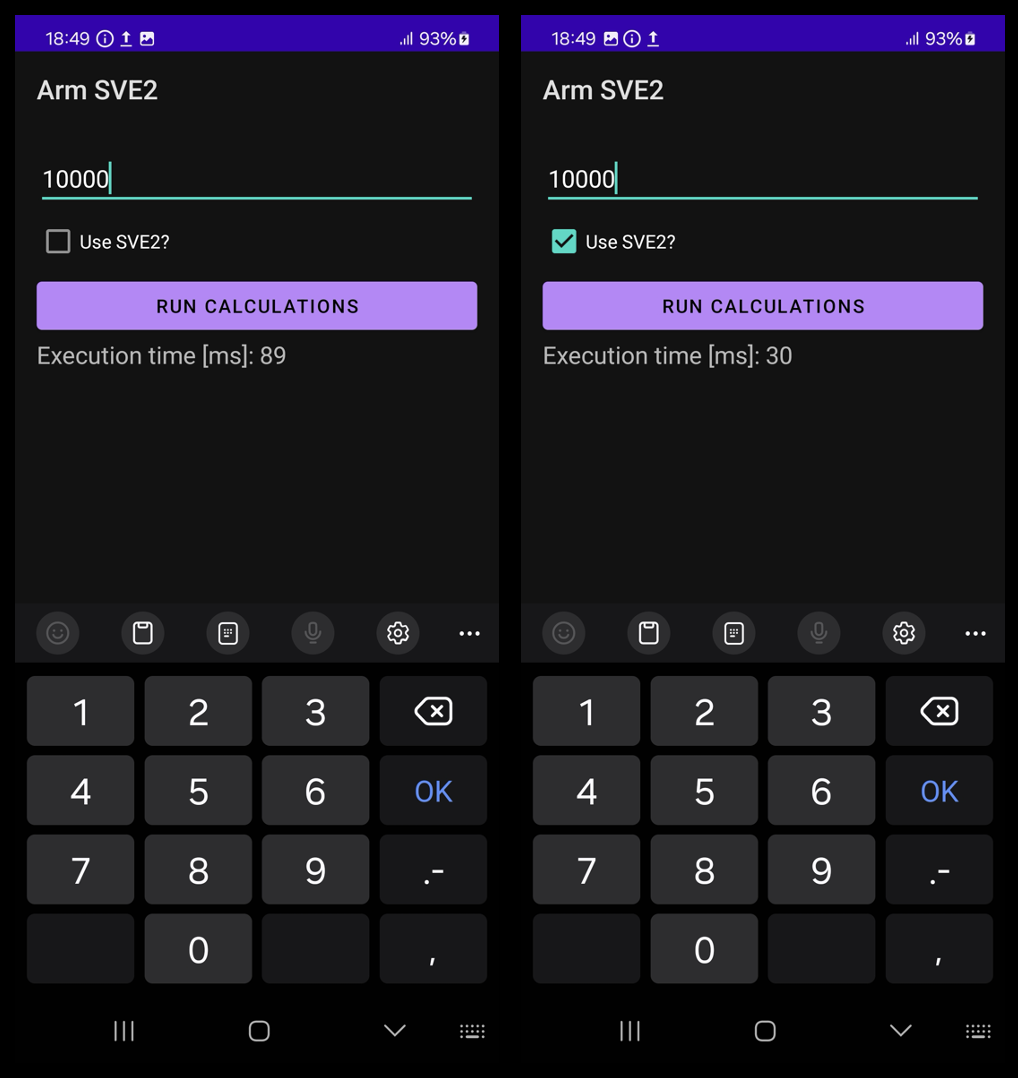 18:49 93%
Arm SVE2
10000
Use SVE2?
RUN CALCULATIONS
Execution time [ms]: 89
1 2 3
4 5 6 OK
7 8 9 .-
0 ,
18:49 93%
Arm SVE2
10000
Use SVE2?
RUN CALCULATIONS
Execution time [ms]: 30
1 2 3
4 5 6 OK
7 8 9 .-
0 ,